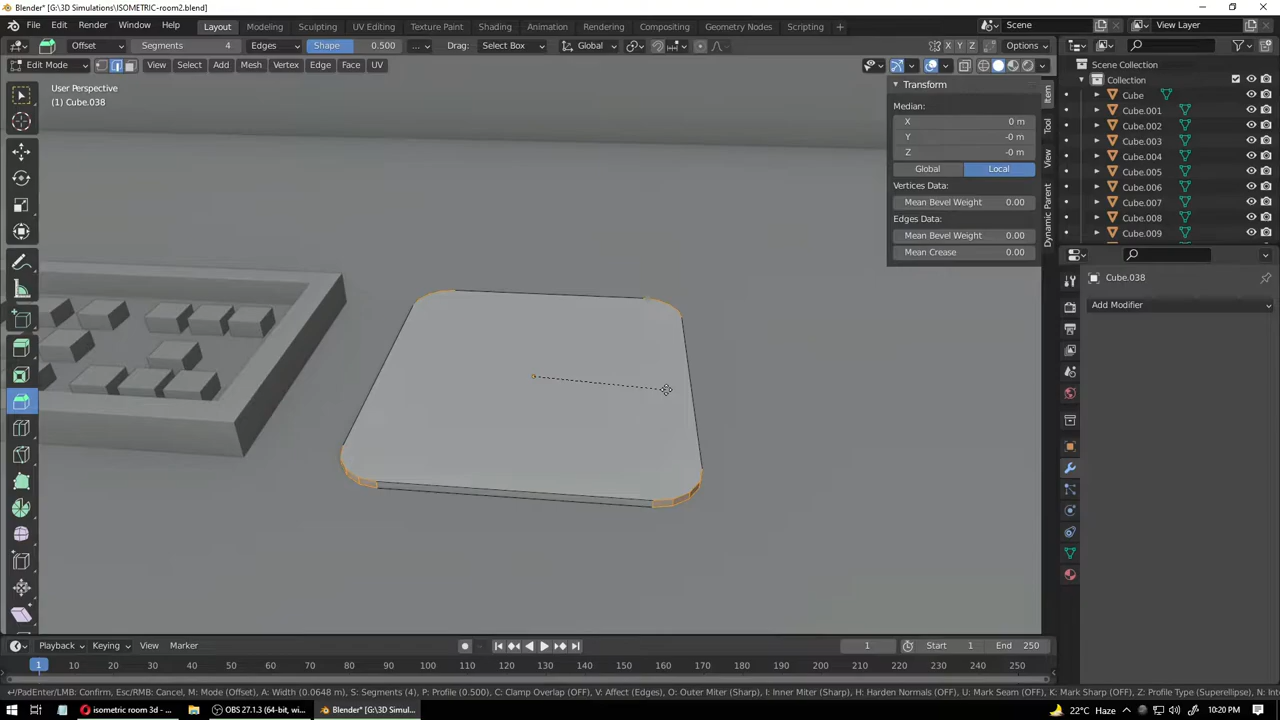 Blender* [G:\3D Simulations\ISOMETRIC-room2.blend]
File Edit Render Window Help Layout Modeling Sculpting UV Editing Texture Paint Shading Animation Rendering Compositing Geometry Nodes Scripting Scene View Layer
Offset Segments 4 Edges Shape 0.500 ... Drag: Select Box Global X Y Z Options
Edit Mode View Select Add Mesh Vertex Edge Face UV
User Perspective
(1) Cube.038
Transform
Median:
X 0 m
Y -0 m
Z -0 m
Global Local
Vertices Data:
Mean Bevel Weight 0.00
Edges Data:
Mean Bevel Weight 0.00
Mean Crease 0.00
Item
Tool
View
Dynamic Parent
Scene Collection
Collection
Cube
Cube.001
Cube.002
Cube.003
Cube.004
Cube.005
Cube.006
Cube.007
Cube.008
Cube.009
Cube.038
Add Modifier
Playback Keying View Marker 1 Start 1 End 250
1 10 20 30 40 50 60 70 80 90 100 110 120 130 140 150 160 170 180 190 200 210 220 230 240 250
↵/PadEnter/LMB: Confirm, Esc/RMB: Cancel, M: Mode (Offset), A: Width (0.0648 m), S: Segments (4), P: Profile (0.500), C: Clamp Overlap (OFF), V: Affect (Edges), O: Outer Miter (Sharp), I: Inner Miter (Sharp), H: Harden Normals (OFF), U: Mark Seam (OFF), K: Mark Sharp (OFF), Z: Profile Type (Superellipse), N: Intersect
isometric room 3d - ... OBS 27.1.3 (64-bit, wi... Blender* [G:\3D Simul... 22°C Haze 10:20 PM